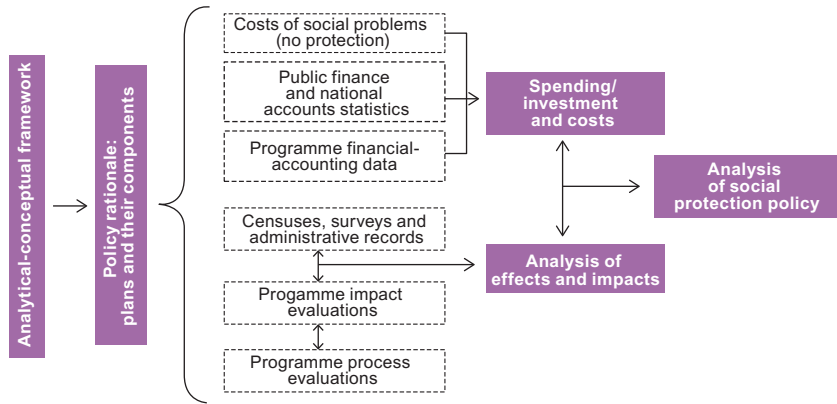 Analytical-conceptual framework
Policy rationale:
plans and their components
Costs of social problems
(no protection)
Public finance
and national
accounts statistics
Programme financial-
accounting data
Censuses, surveys and
administrative records
Progamme impact
evaluations
Programme process
evaluations
Spending/
investment
and costs
Analysis of
effects and impacts
Analysis
of social
protection policy